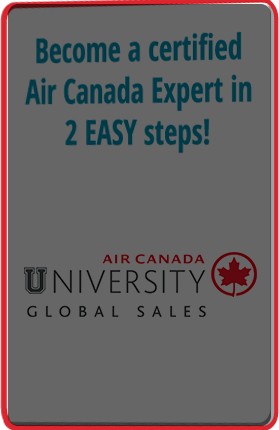 Become a certified
Air Canada Expert in
2 EASY steps!
AIR CANADA
UNIVERSITY
GLOBAL SALES